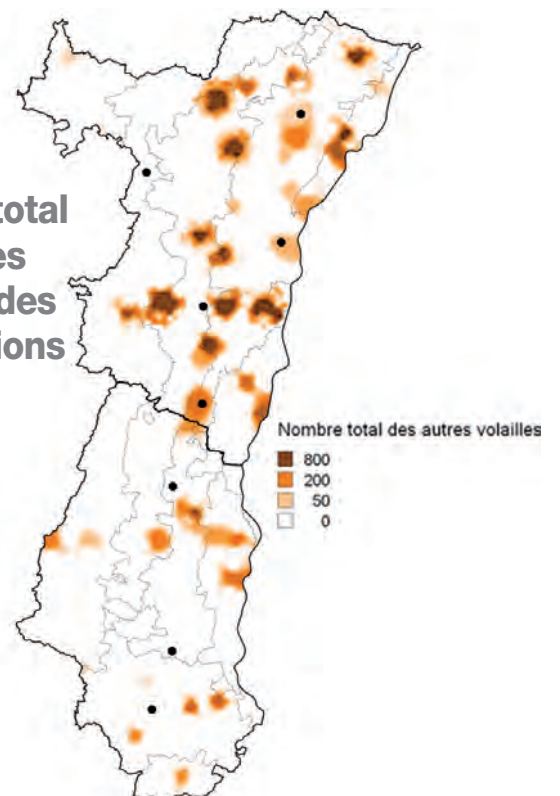 total
es
des
ions
Nombre total des autres volailles
800
200
50
0